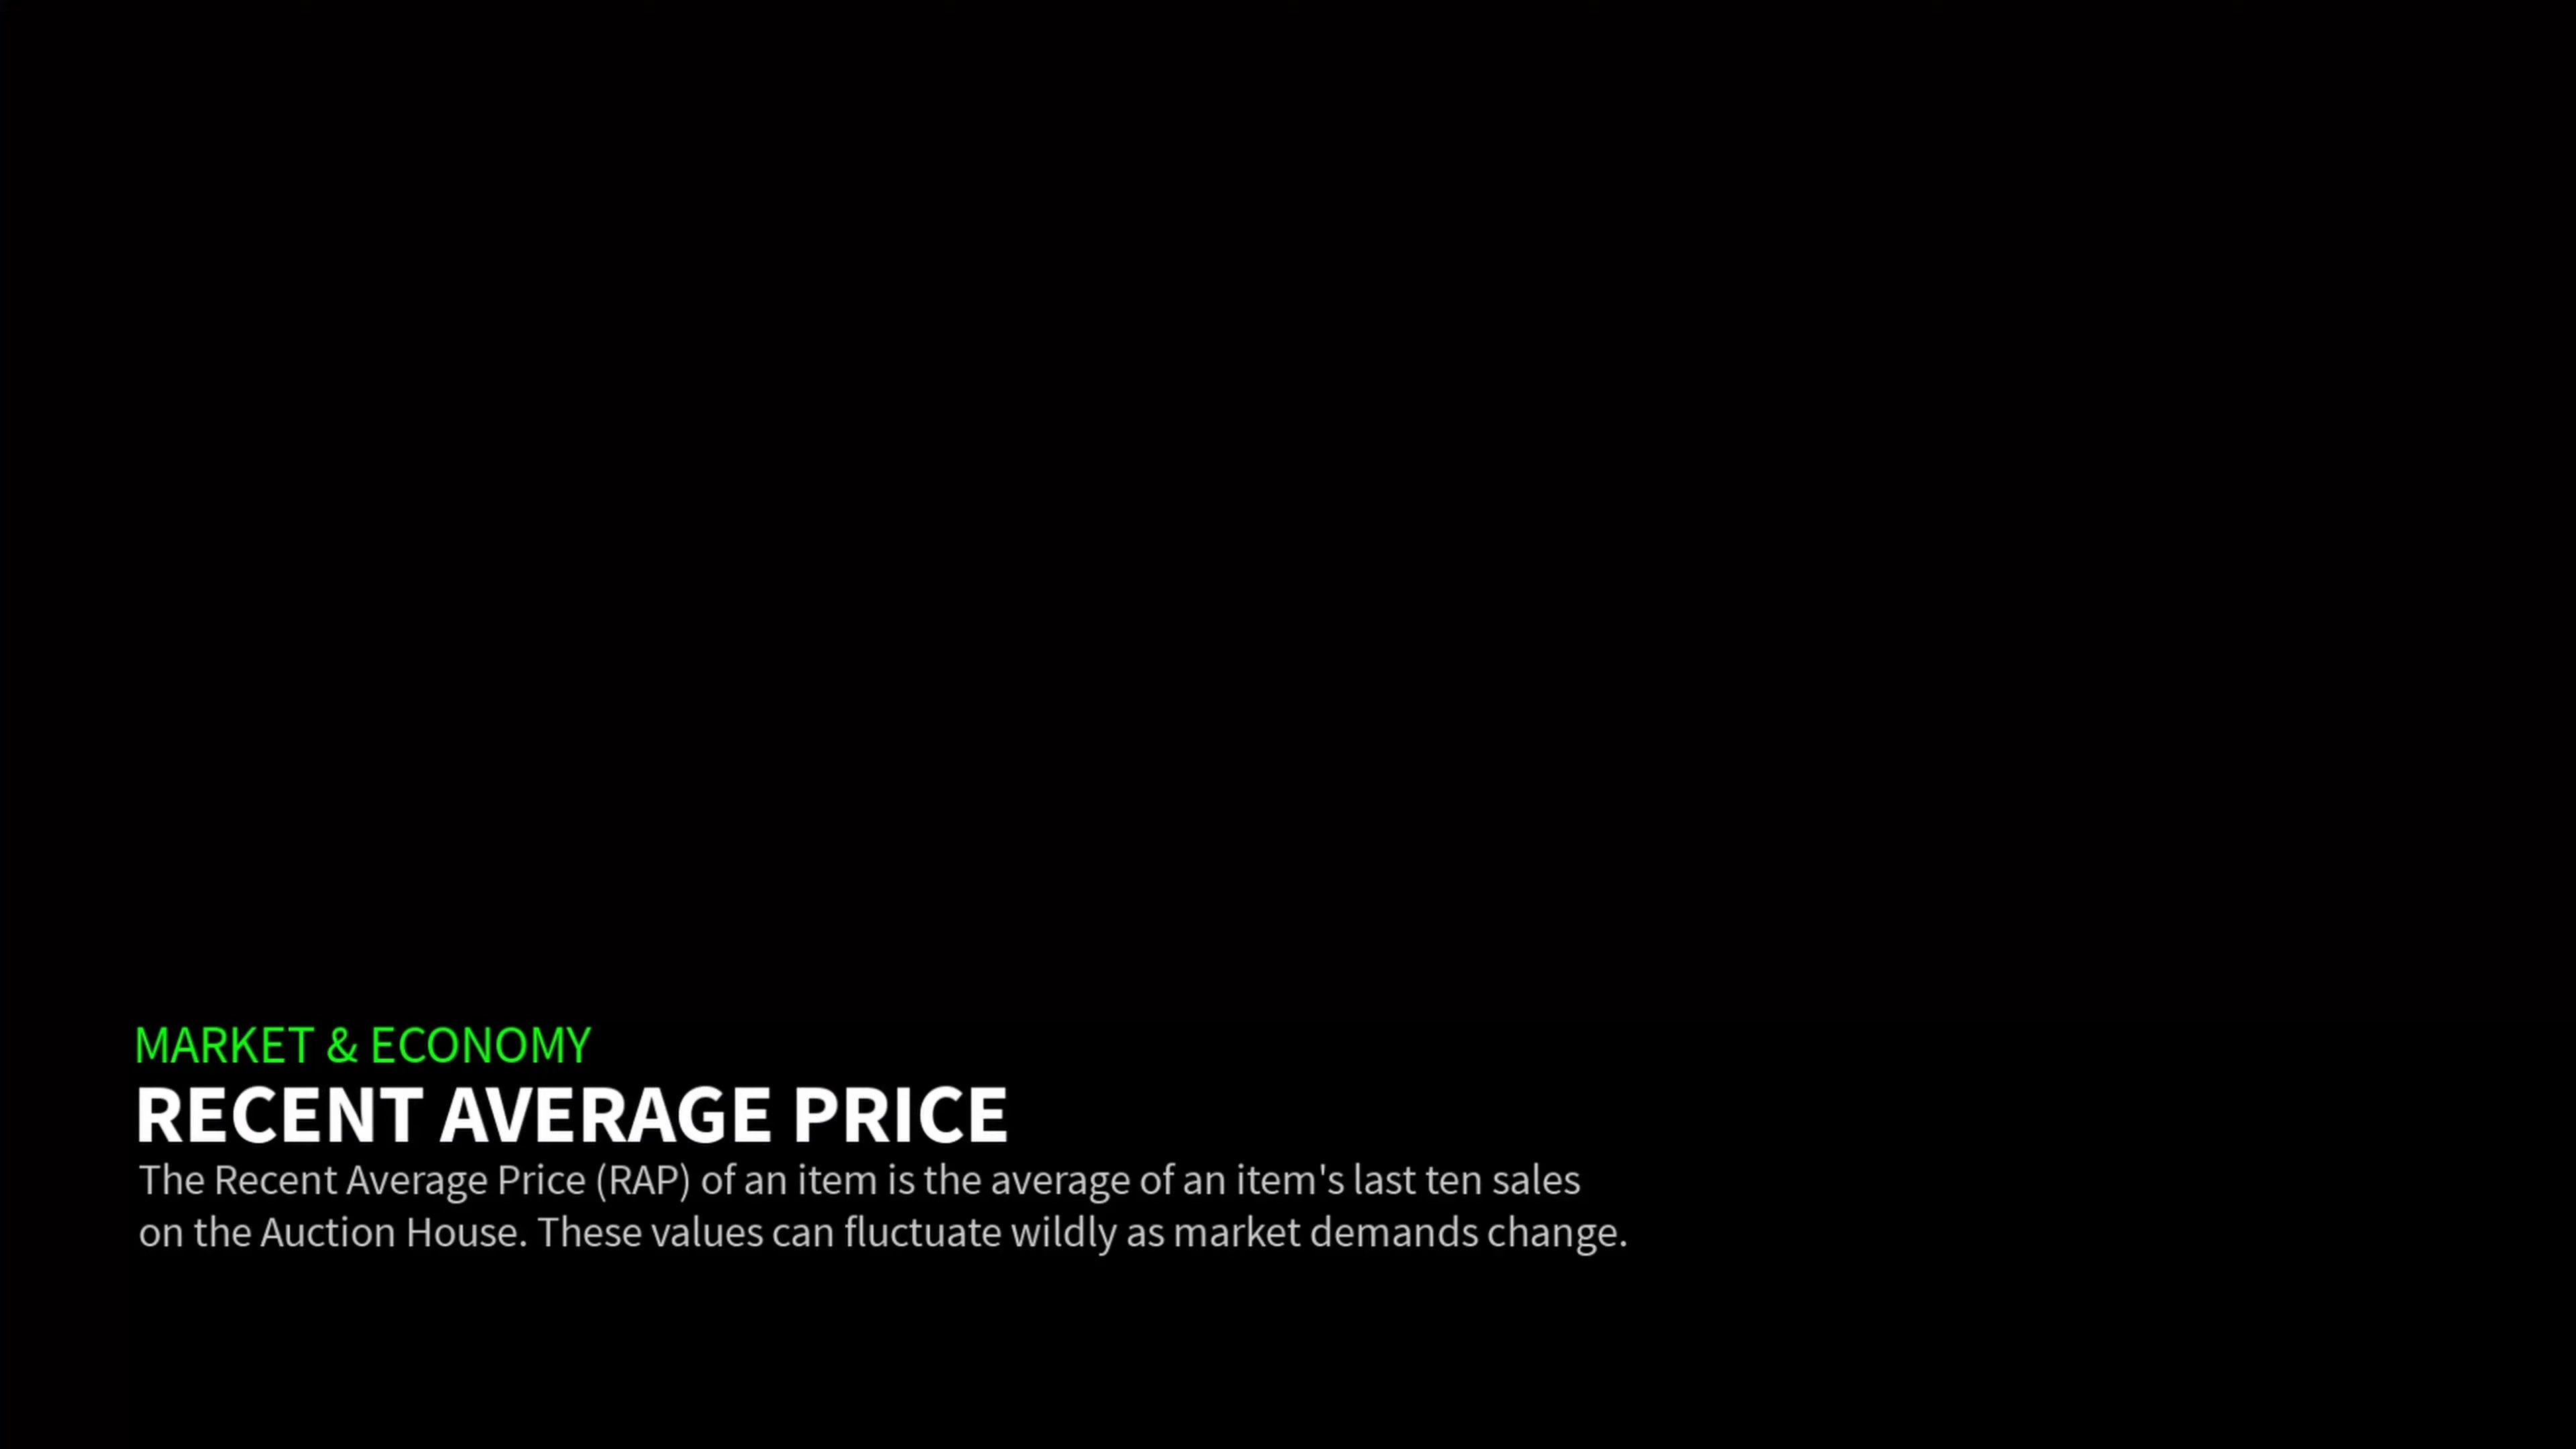 MARKET & ECONOMY
RECENT AVERAGE PRICE
The Recent Average Price (RAP) of an item is the average of an item's last ten sales
on the Auction House. These values can fluctuate wildly as market demands change.